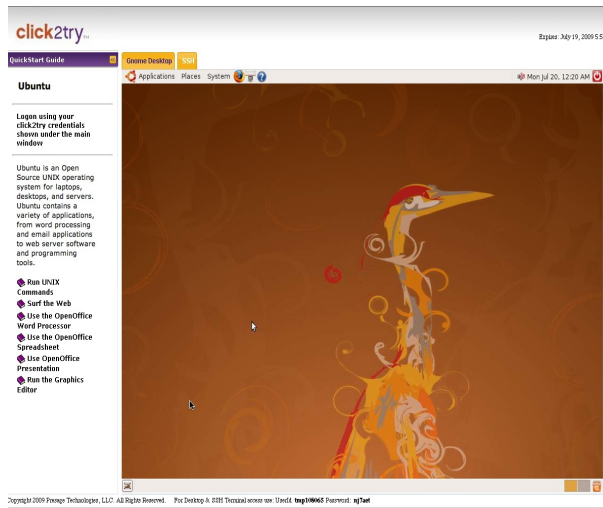 click2try™
Expires: July 19, 2009 5:5
QuickStart Guide
Gnome Desktop
SSH
Applications Places System
Mon Jul 20, 12:20 AM
Ubuntu
Logon using your
click2try credentials
shown under the main
window
Ubuntu is an Open
Source UNIX operating
system for laptops,
desktops, and servers.
Ubuntu contains a
variety of applications,
from word processing
and email applications
to web server software
and programming
tools.
Run UNIX
Commands
Surf the Web
Use the OpenOffice
Word Processor
Use the OpenOffice
Spreadsheet
Use OpenOffice
Presentation
Run the Graphics
Editor
Copyright 2009 Presage Technologies, LLC. All Rights Reserved. For Desktop & SSH Terminal access use: UserId: tmp108065 Password: nj7aet